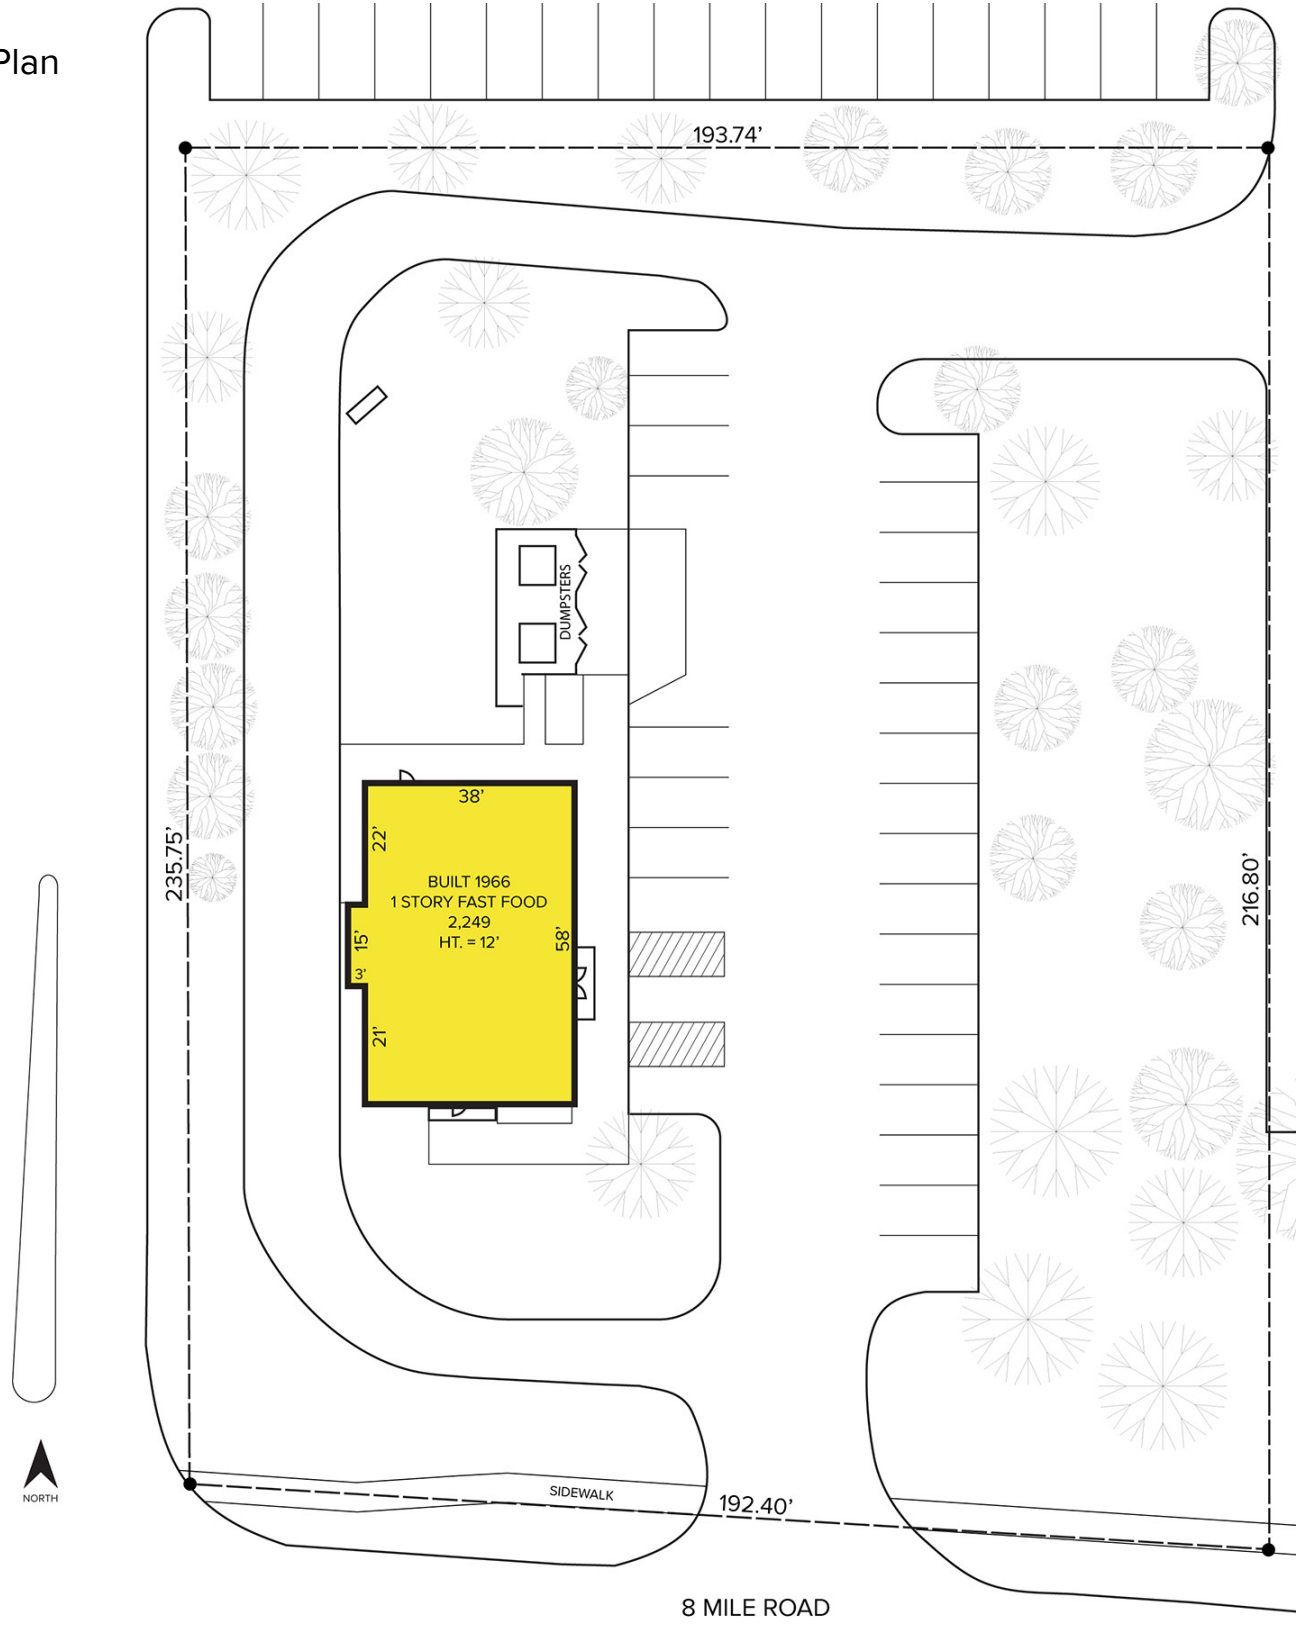 Plan
193.74’
DUMPSTERS
38’
22’
235.75’
BUILT 1966
1 STORY FAST FOOD
2,249
HT. = 12’
15’
58’
3’
21’
216.80’
NORTH
SIDEWALK
192.40’
8 MILE ROAD